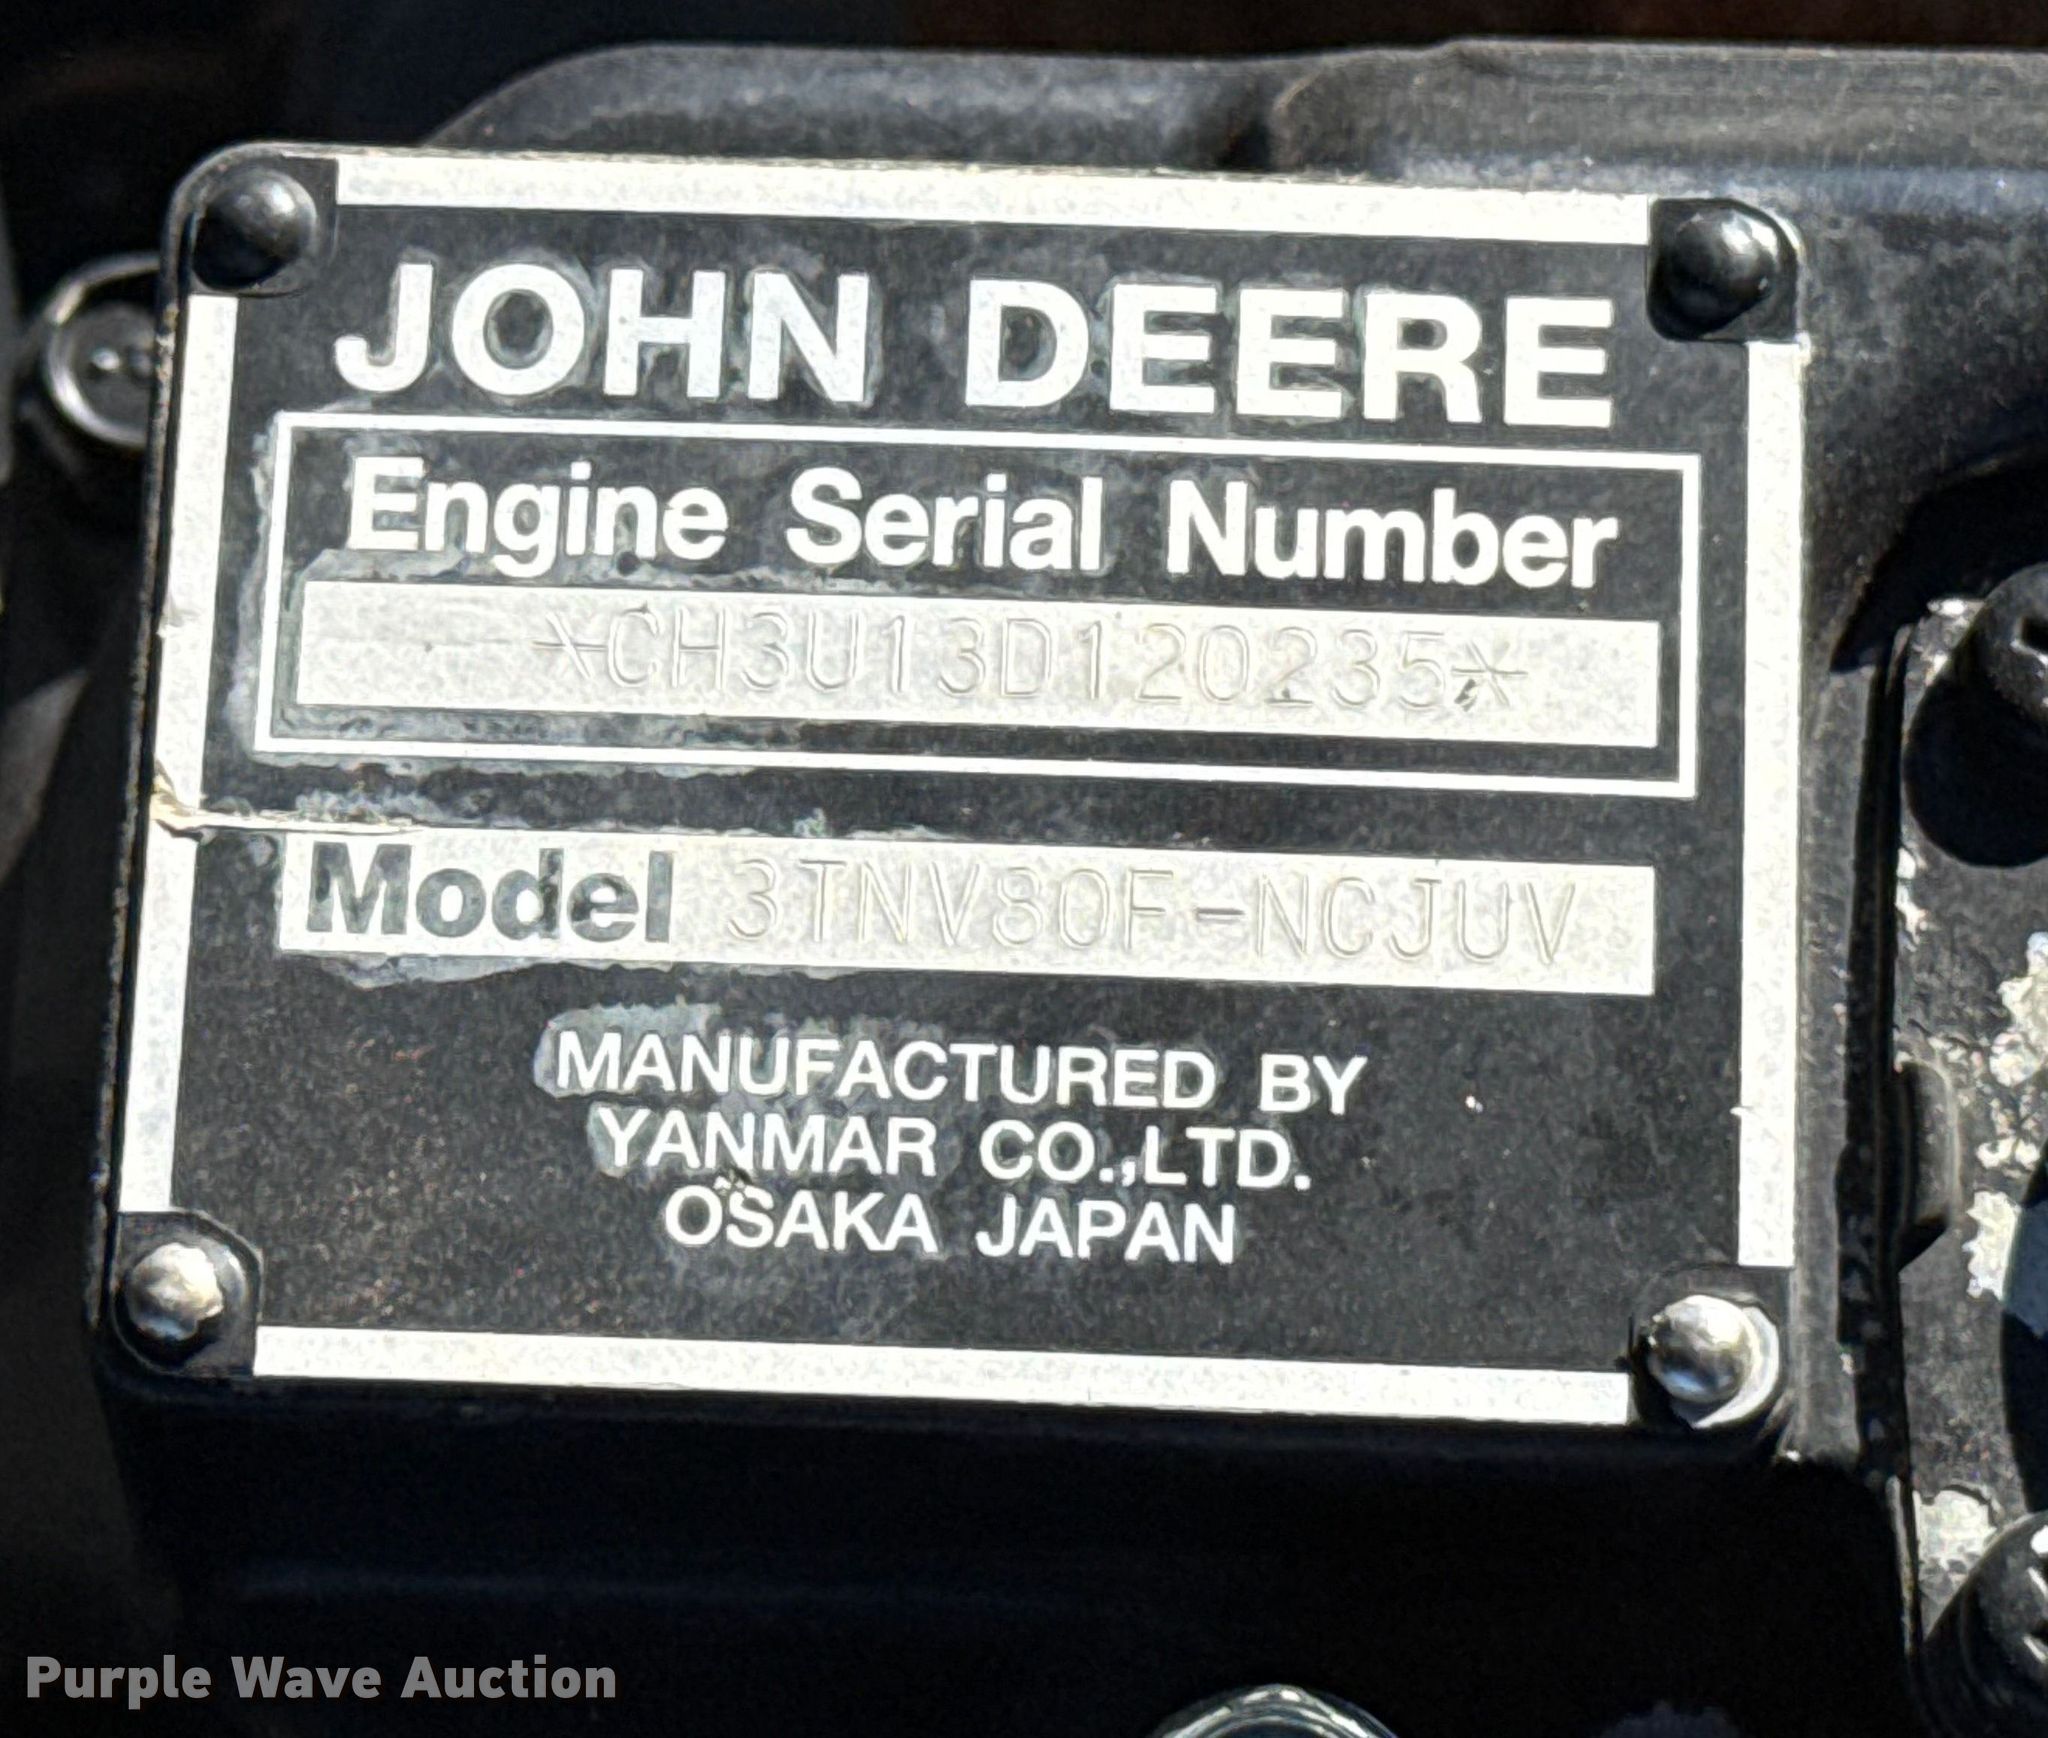 JOHN DEERE
Engine Serial Number
*CH3U13D120235*
Model 3TNV80F-NCJUV
MANUFACTURED BY
YANMAR CO.,LTD.
OSAKA JAPAN
Purple Wave Auction